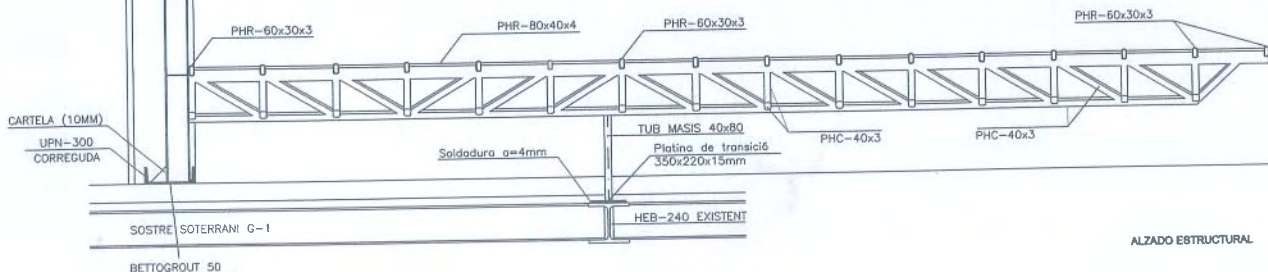 PHR-60x30x3
PHR-80x40x4
PHR-60x30x3
PHR-60x30x3
CARTELA (10MM)
UPN-300
CORREGUDA
TUB MASIS 40x80
PHC-40x3
PHC-40x3
Soldadura a=4mm
Platina de transició
350x220x15mm
HEB-240 EXISTENT
SOSTRE SOTERRANI G-1
ALZADO ESTRUCTURAL
BETTOGROUT 50